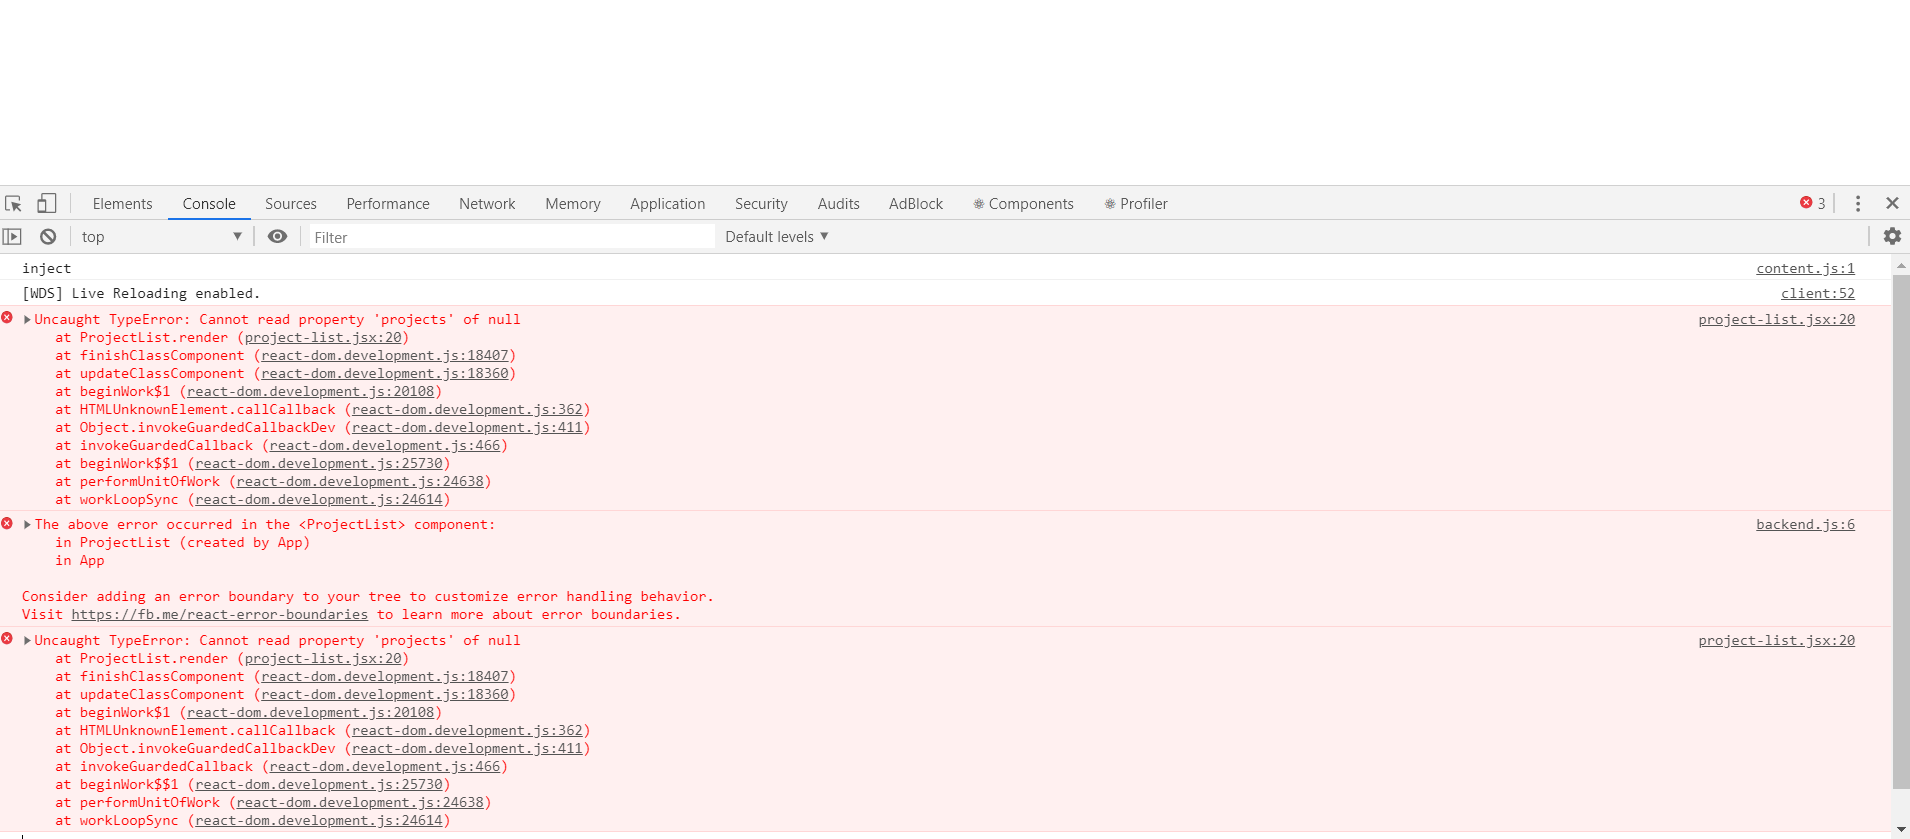 Elements Console Sources Performance Network Memory Application Security Audits AdBlock Components Profiler 3
top Filter Default levels
inject content.js:1
[WDS] Live Reloading enabled. client:52
Uncaught TypeError: Cannot read property 'projects' of null project-list.jsx:20
at ProjectList.render (project-list.jsx:20)
at finishClassComponent (react-dom.development.js:18407)
at updateClassComponent (react-dom.development.js:18360)
at beginWork$1 (react-dom.development.js:20108)
at HTMLUnknownElement.callCallback (react-dom.development.js:362)
at Object.invokeGuardedCallbackDev (react-dom.development.js:411)
at invokeGuardedCallback (react-dom.development.js:466)
at beginWork$$1 (react-dom.development.js:25730)
at performUnitOfWork (react-dom.development.js:24638)
at workLoopSync (react-dom.development.js:24614)
The above error occurred in the <ProjectList> component: backend.js:6
in ProjectList (created by App)
in App
Consider adding an error boundary to your tree to customize error handling behavior.
Visit https://fb.me/react-error-boundaries to learn more about error boundaries.
Uncaught TypeError: Cannot read property 'projects' of null project-list.jsx:20
at ProjectList.render (project-list.jsx:20)
at finishClassComponent (react-dom.development.js:18407)
at updateClassComponent (react-dom.development.js:18360)
at beginWork$1 (react-dom.development.js:20108)
at HTMLUnknownElement.callCallback (react-dom.development.js:362)
at Object.invokeGuardedCallbackDev (react-dom.development.js:411)
at invokeGuardedCallback (react-dom.development.js:466)
at beginWork$$1 (react-dom.development.js:25730)
at performUnitOfWork (react-dom.development.js:24638)
at workLoopSync (react-dom.development.js:24614)